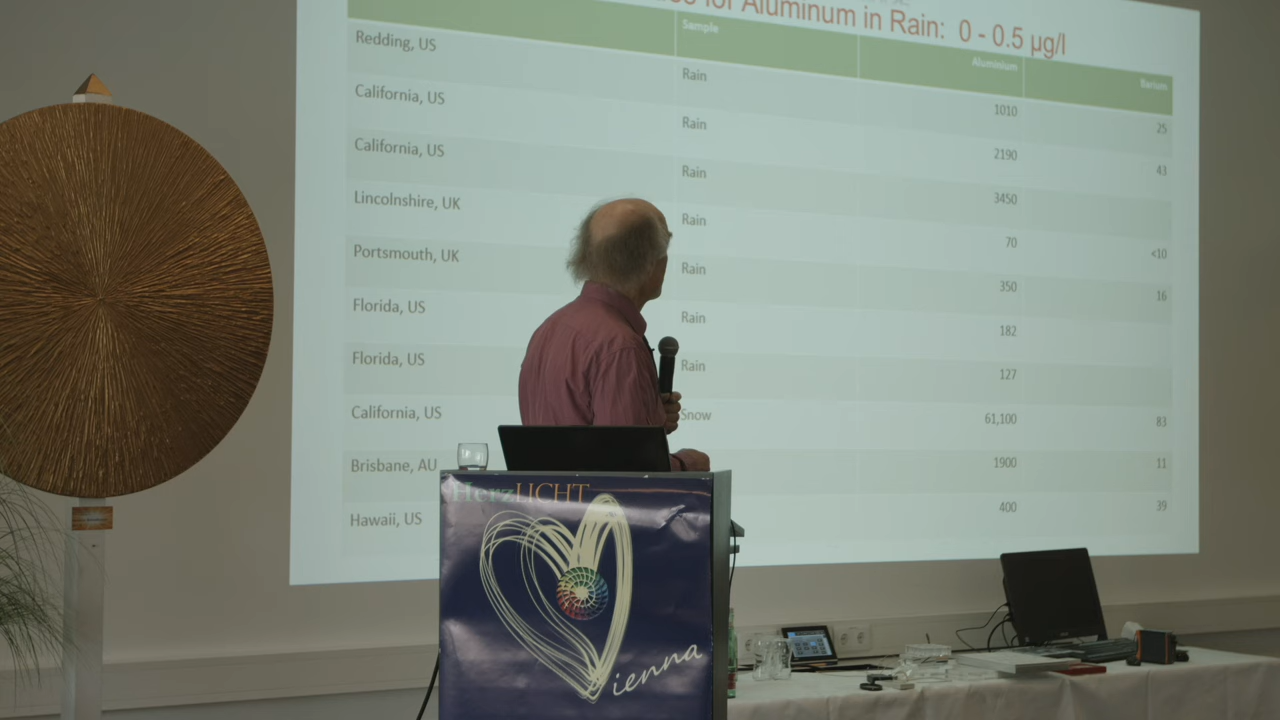 for Aluminum in Rain: 0 - 0.5 µg/l
Sample Aluminium Barium
Redding, US Rain 1010 25
California, US Rain 2190 43
California, US Rain 3450
Lincolnshire, UK Rain 70 <10
Portsmouth, UK Rain 350 16
Florida, US Rain 182
Florida, US Rain 127
California, US Snow 61,100 83
Brisbane, AU 1900 11
Hawaii, US 400 39
HerzLICHT
ienna